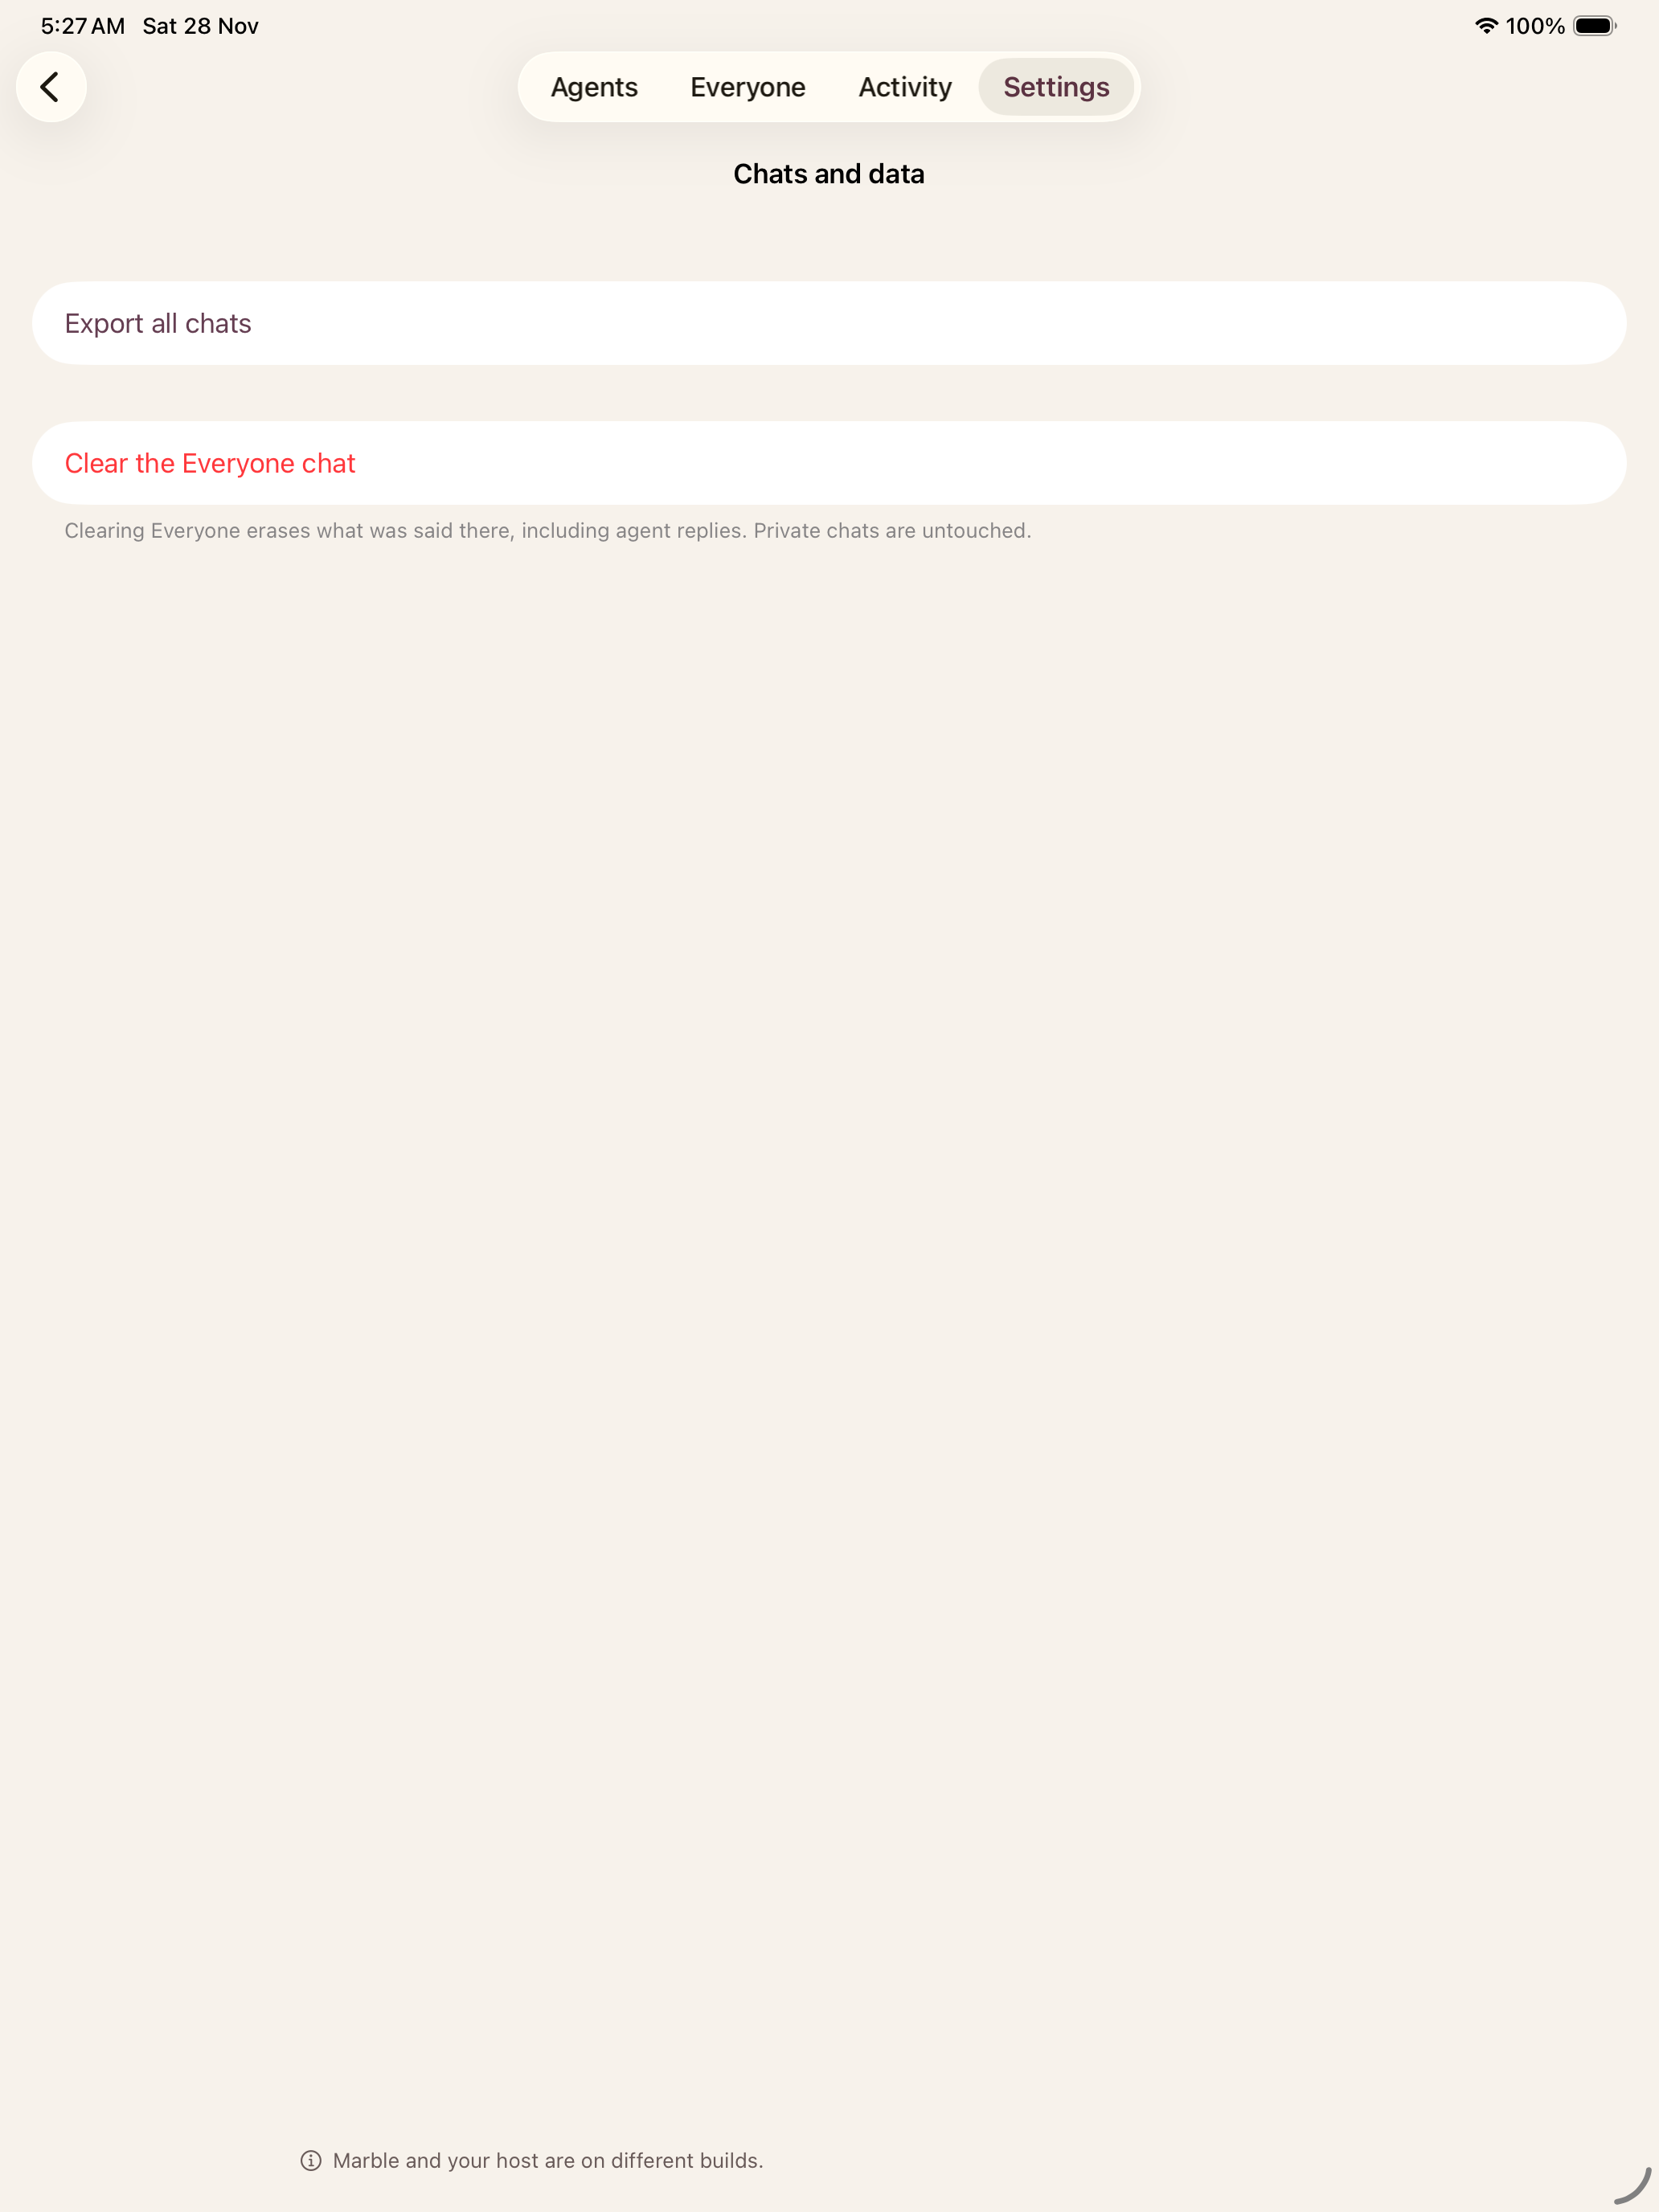 5:27 AM Sat 28 Nov
100%
Agents Everyone Activity Settings
Chats and data
Export all chats
Clear the Everyone chat
Clearing Everyone erases what was said there, including agent replies. Private chats are untouched.
Marble and your host are on different builds.